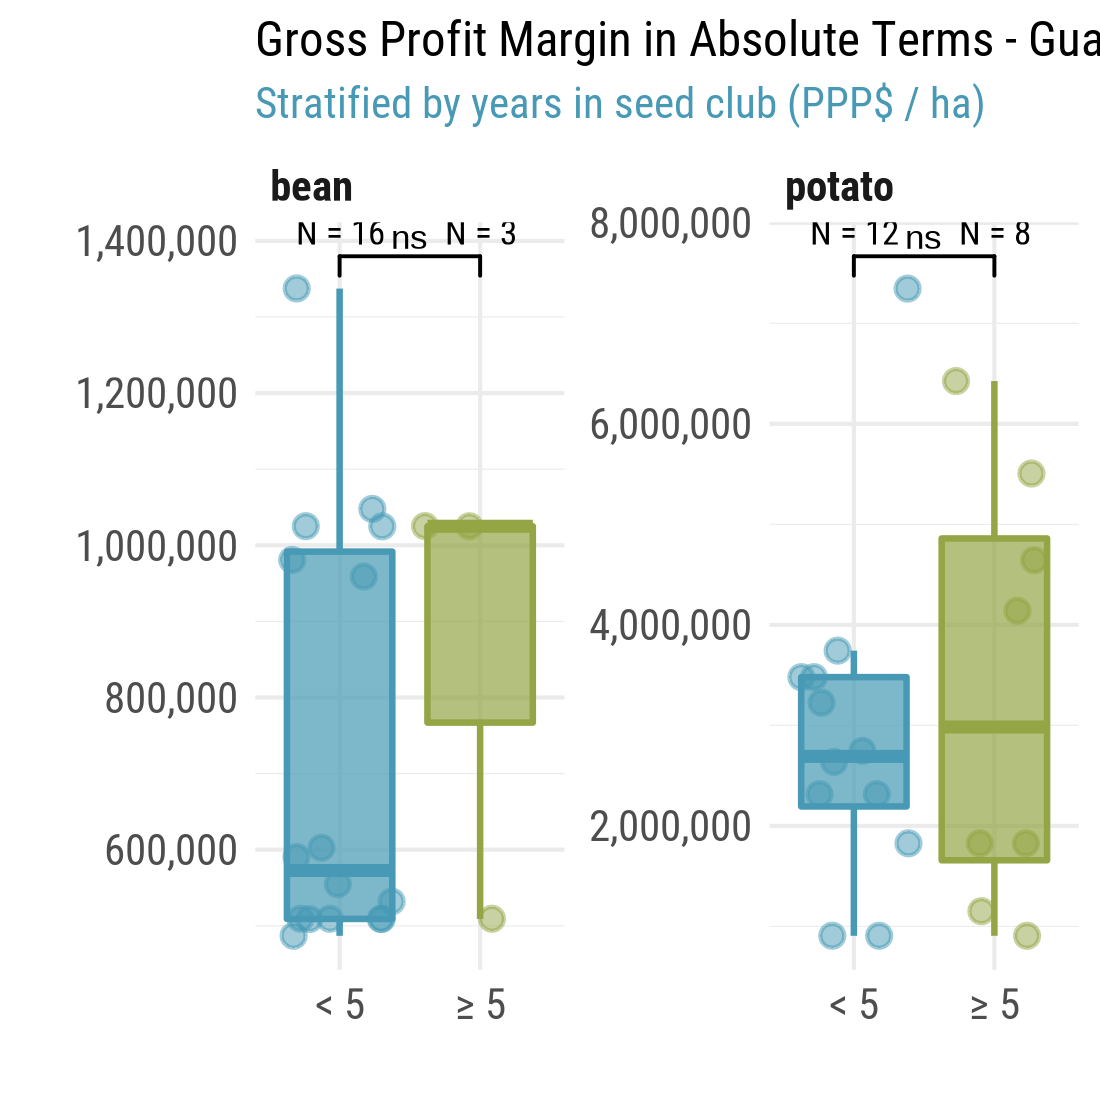 Gross Profit Margin in Absolute Terms - Gua
Stratified by years in seed club (PPP$ / ha)
bean
N = 16 ns N = 3
1,400,000
1,200,000
1,000,000
800,000
600,000
< 5 ≥ 5
potato
N = 12 ns N = 8
8,000,000
6,000,000
4,000,000
2,000,000
< 5 ≥ 5